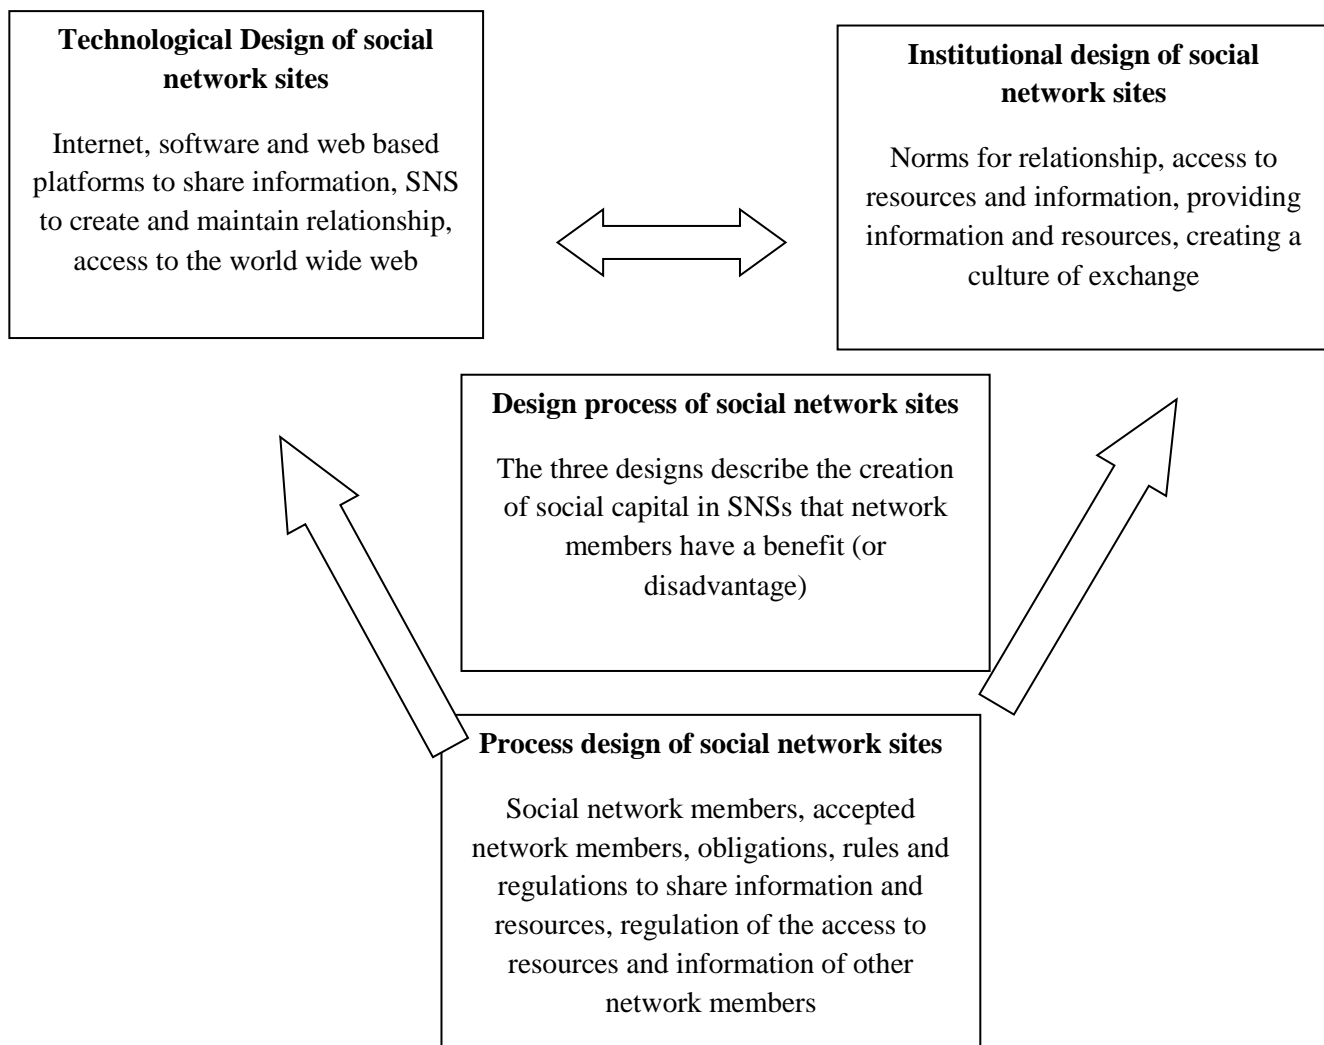 Technological Design of social
network sites
Internet, software and web based
platforms to share information, SNS
to create and maintain relationship,
access to the world wide web
Institutional design of social
network sites
Norms for relationship, access to
resources and information, providing
information and resources, creating a
culture of exchange
Design process of social network sites
The three designs describe the creation
of social capital in SNSs that network
members have a benefit (or
disadvantage)
Process design of social network sites
Social network members, accepted
network members, obligations, rules and
regulations to share information and
resources, regulation of the access to
resources and information of other
network members